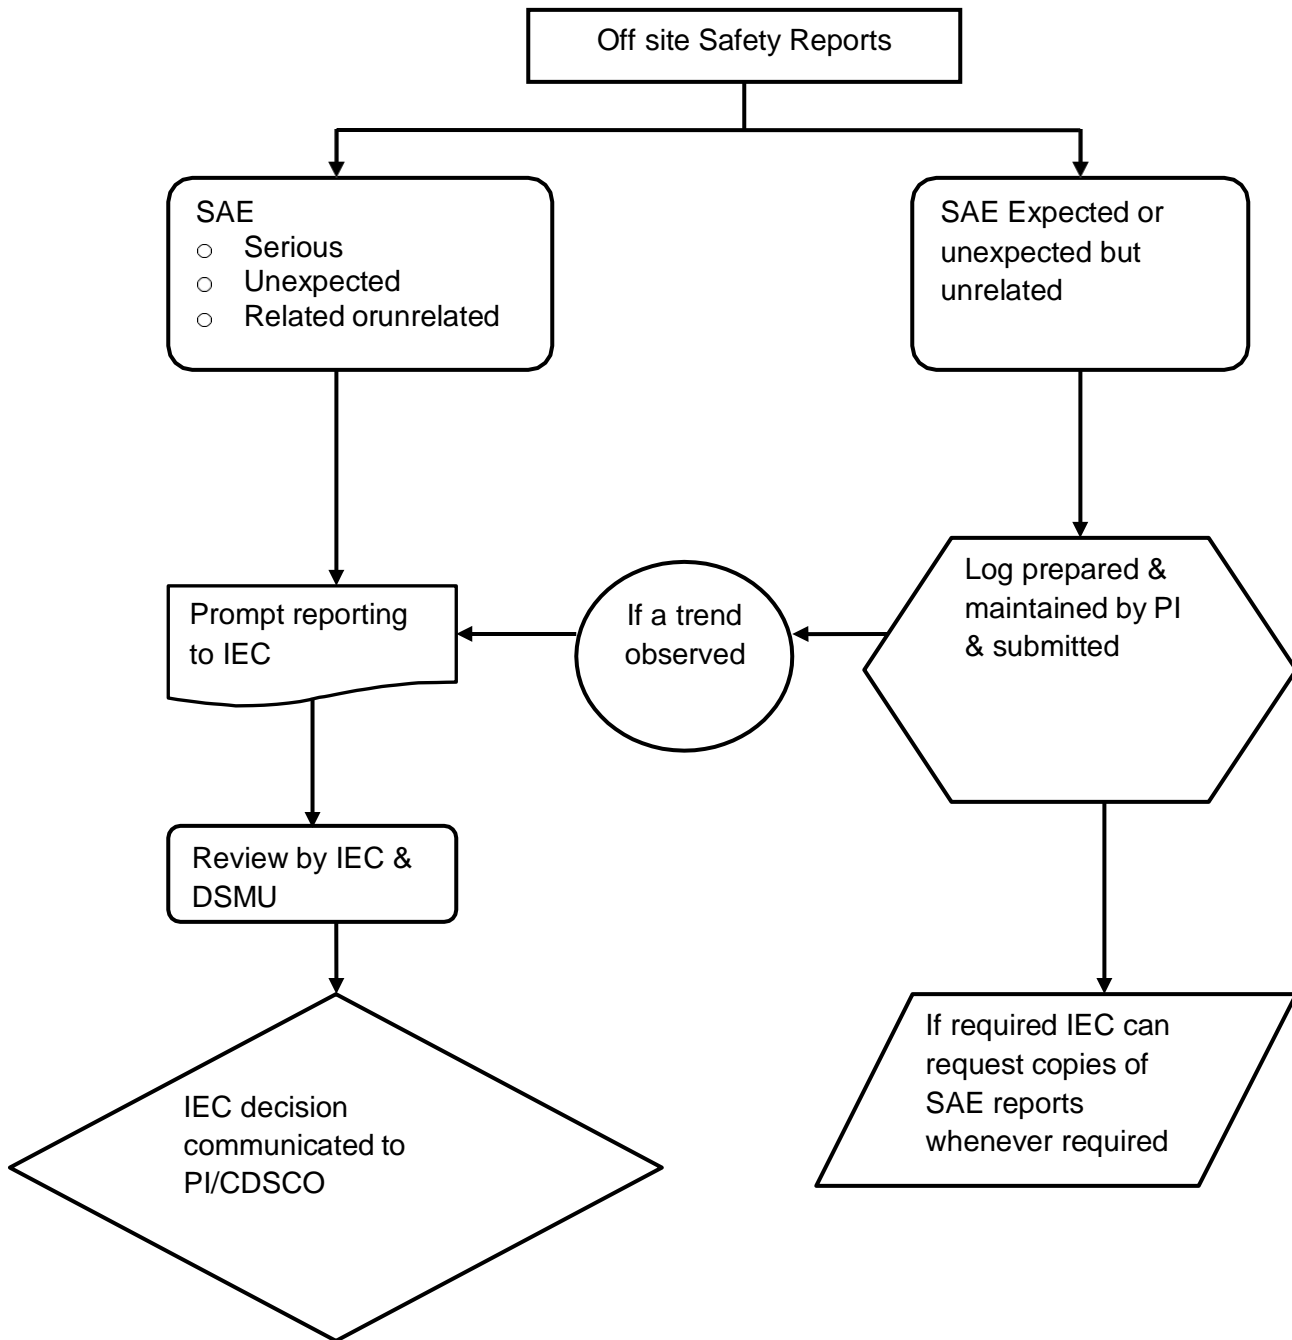 Off site Safety Reports
SAE
○ Serious
○ Unexpected
○ Related orunrelated
SAE Expected or
unexpected but
unrelated
Log prepared &
maintained by PI
& submitted
If a trend
observed
Prompt reporting
to IEC
Review by IEC &
DSMU
IEC decision
communicated to
PI/CDSCO
If required IEC can
request copies of
SAE reports
whenever required